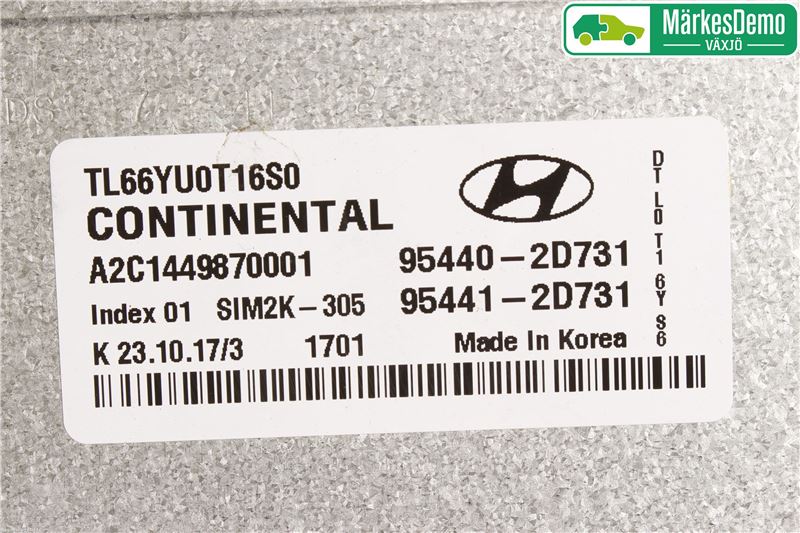 MärkesDemo
VÄXJÖ
TL66YU0T16S0
CONTINENTAL
A2C1449870001 95440-2D731
Index 01 SIM2K-305 95441-2D731
K 23.10.17/3 1701 Made In Korea
DT L0 T1 6Y S6